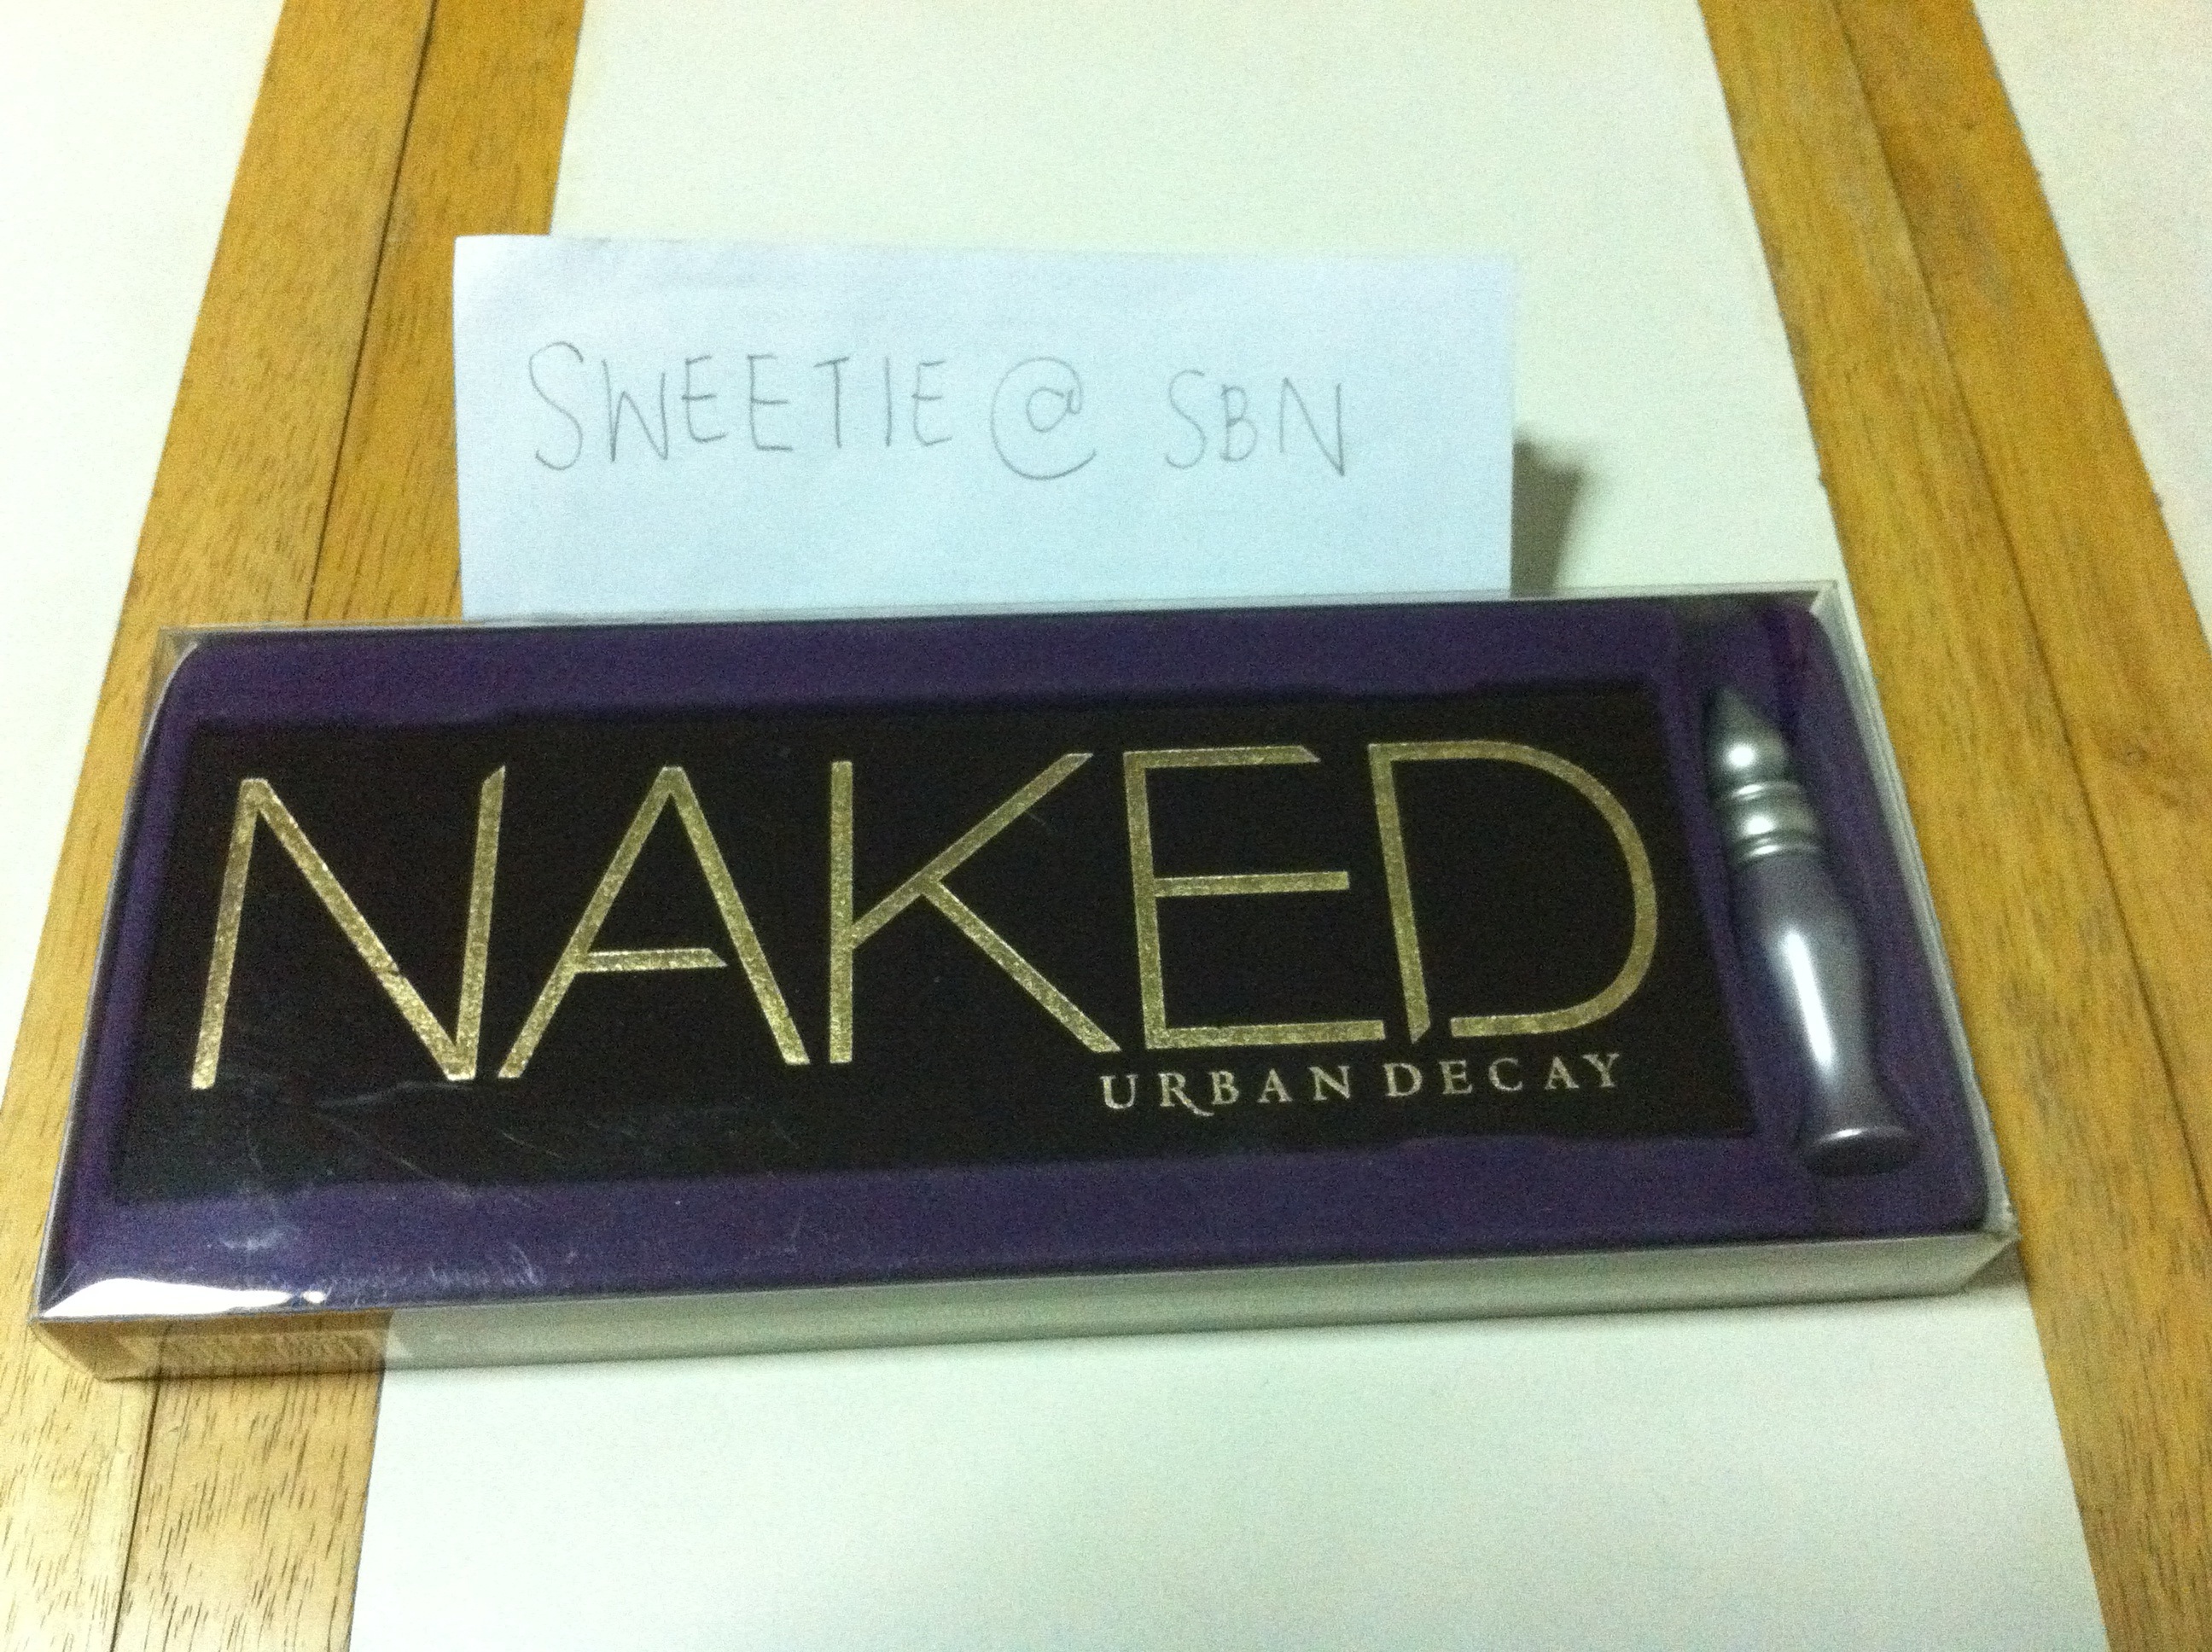 SWEETIE @ SBN
NAKED
URBAN DECAY